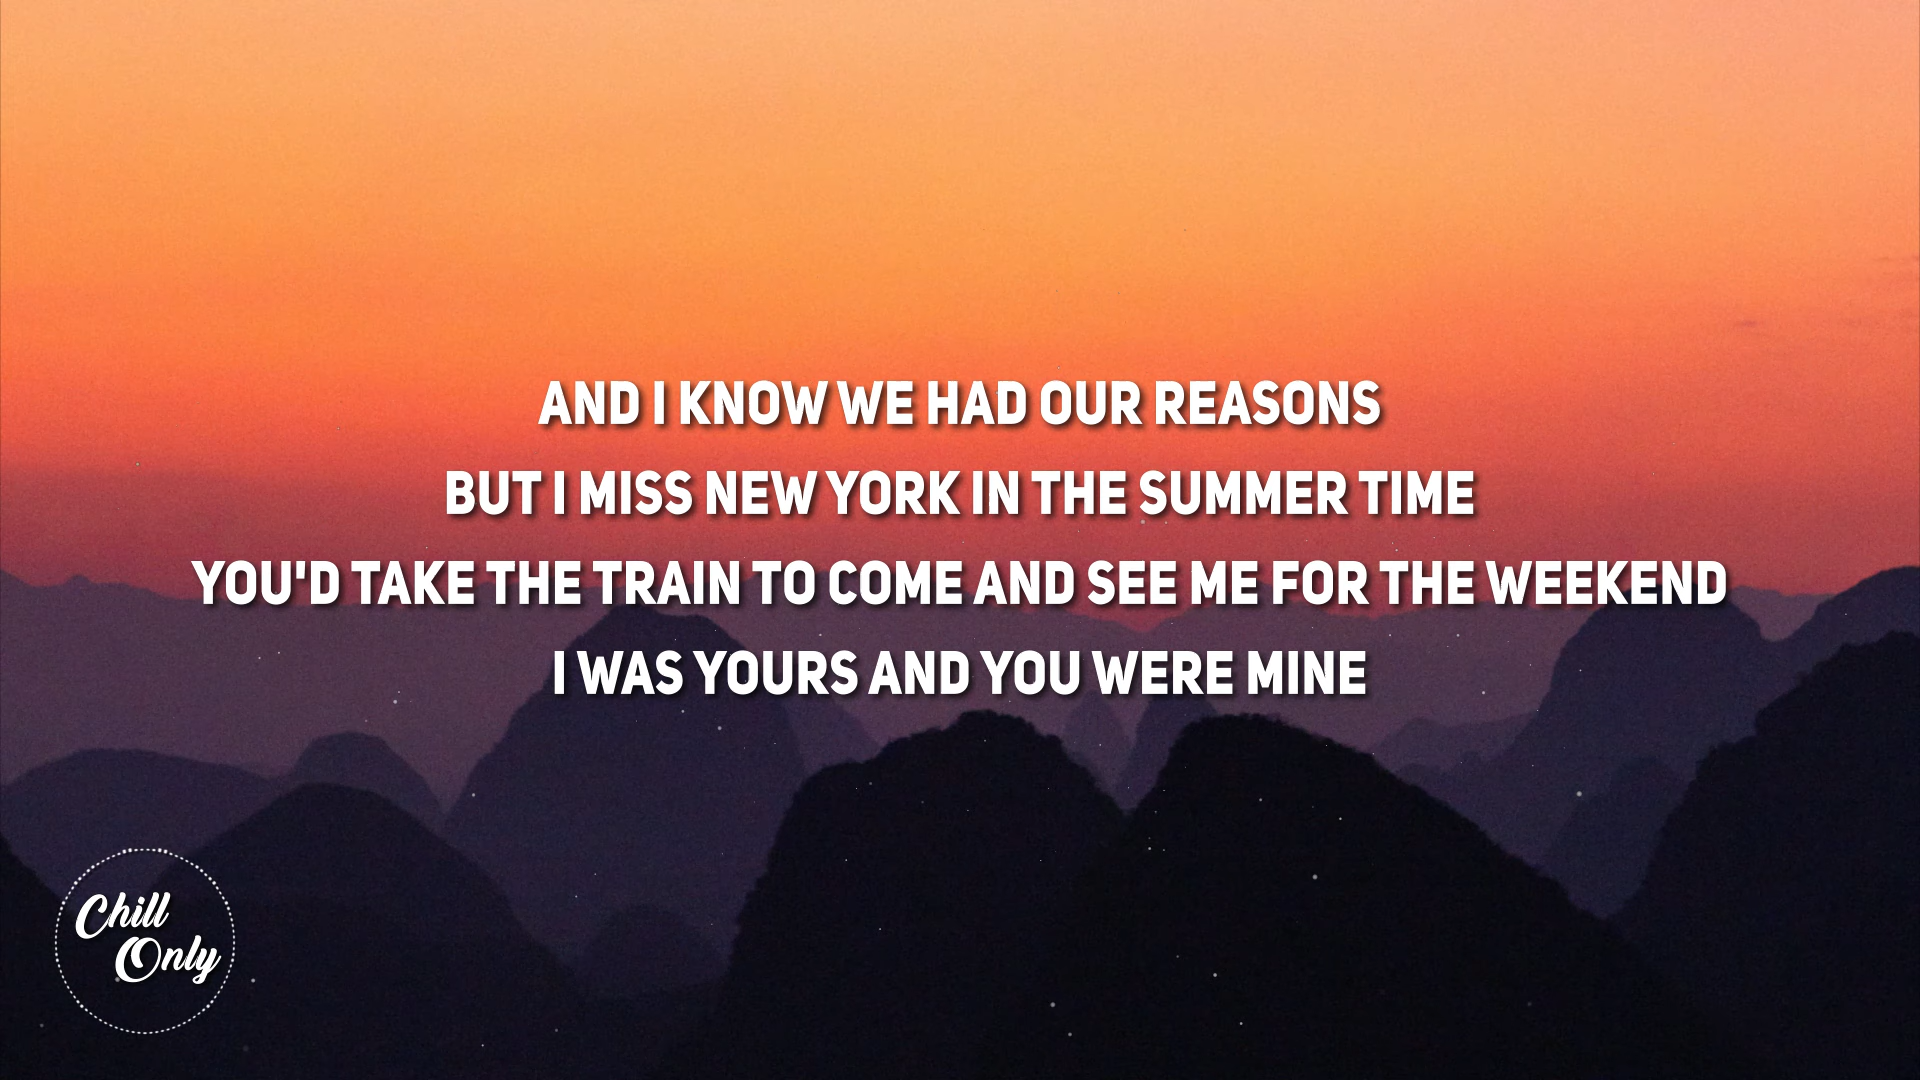 AND I KNOW WE HAD OUR REASONS
BUT I MISS NEW YORK IN THE SUMMER TIME
YOU'D TAKE THE TRAIN TO COME AND SEE ME FOR THE WEEKEND
I WAS YOURS AND YOU WERE MINE
Chill
Only